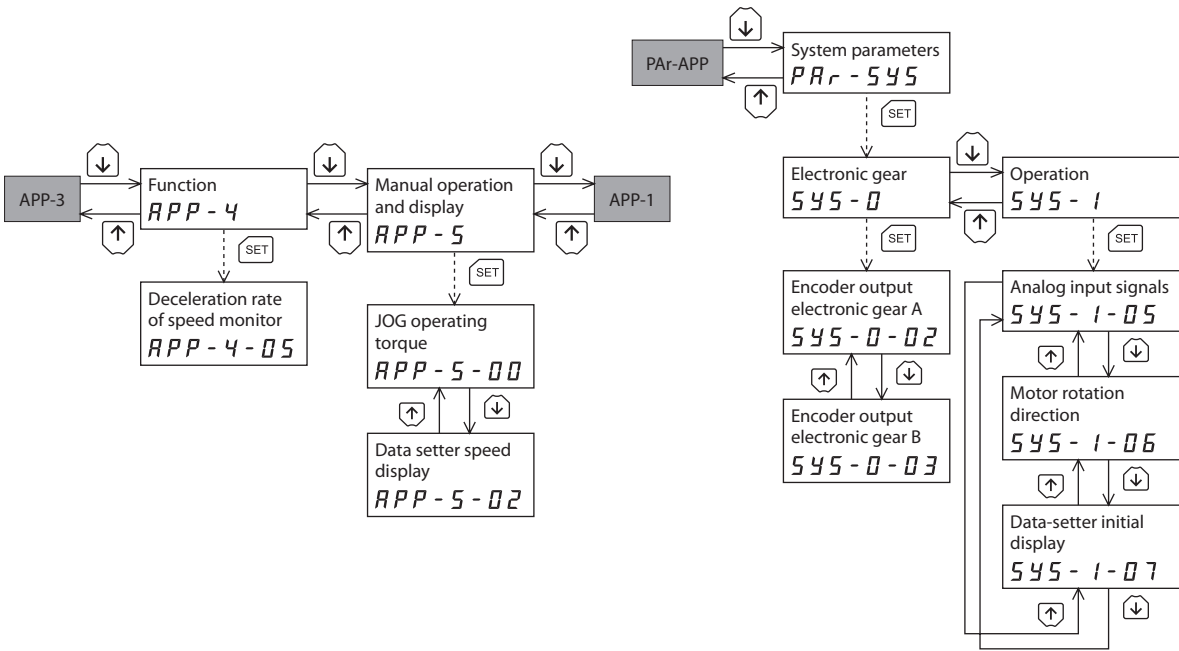 APP-3
Function
APP-4
SET
Deceleration rate
of speed monitor
APP-4-05
Manual operation
and display
APP-5
SET
JOG operating
torque
APP-5-00
Data setter speed
display
APP-5-02
APP-1
PAr-APP
System parameters
PAr-SYS
SET
Electronic gear
SYS-0
SET
Encoder output
electronic gear A
SYS-0-02
Encoder output
electronic gear B
SYS-0-03
Operation
SYS-1
SET
Analog input signals
SYS-1-05
Motor rotation
direction
SYS-1-06
Data-setter initial
display
SYS-1-07